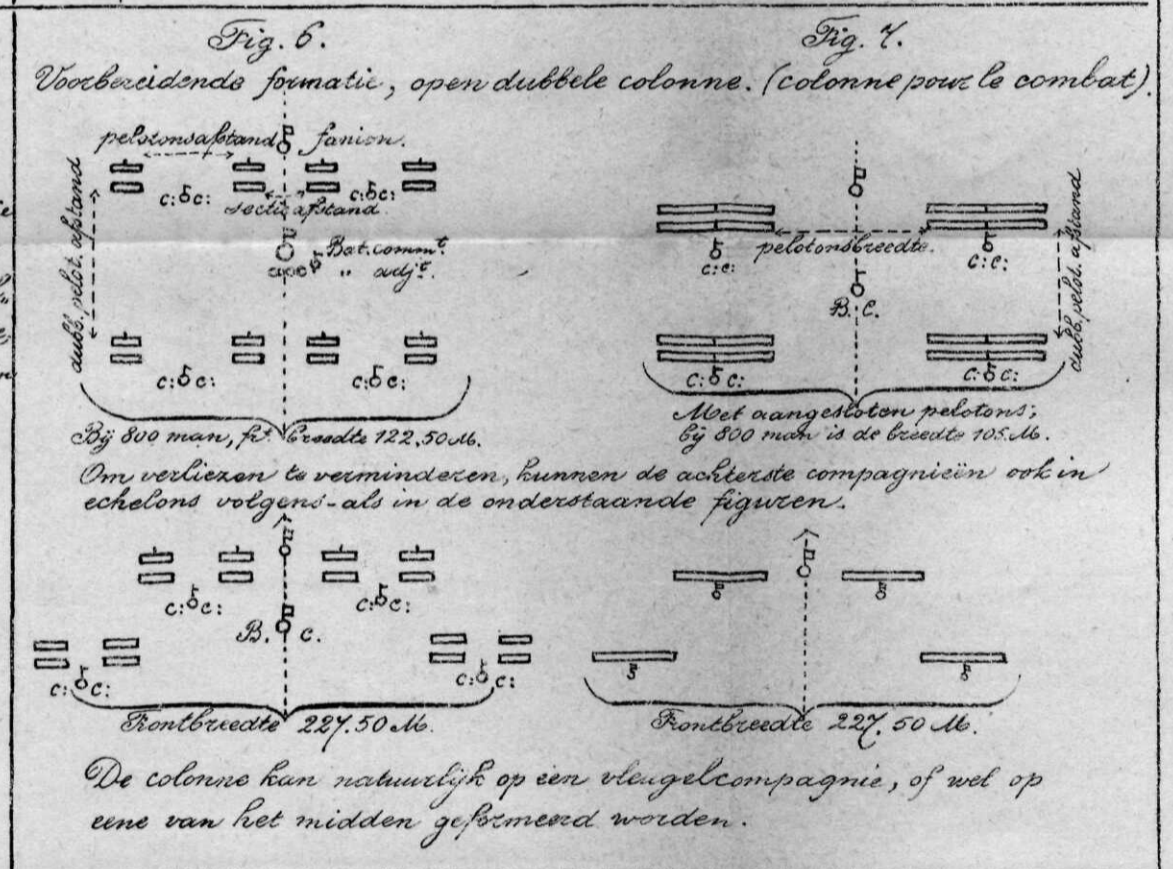 Fig. 6.
Fig. 7.
Voorbereidende formatie, open dubbele colonne. (colonne pour le combat).
pelotonsafstand
fanion.
dubb. pelot. afstand
c: c:
c:
sectieafstand
Bat. comm.t
" adj.t
c: c:
c: c:
Bij 800 man, fr. breedte 122.50 M.
pelotonsbreedte.
c: c:
c: c:
B. C.
dubb. pelot. afstand
c: c:
c: c:
Met aangesloten pelotons;
bij 800 man is de breedte 105 M.
Om verliezen te verminderen, kunnen de achterste compagnieën ook in
echelons volgens - als in de onderstaande figuren.
c: c:
c: c:
B. C.
c: c:
c: c:
Frontbreedte 227.50 M.
Frontbreedte 227.50 M.
De colonne kan natuurlijk op een vleugelcompagnie, of wel op
eene van het midden geformeerd worden.